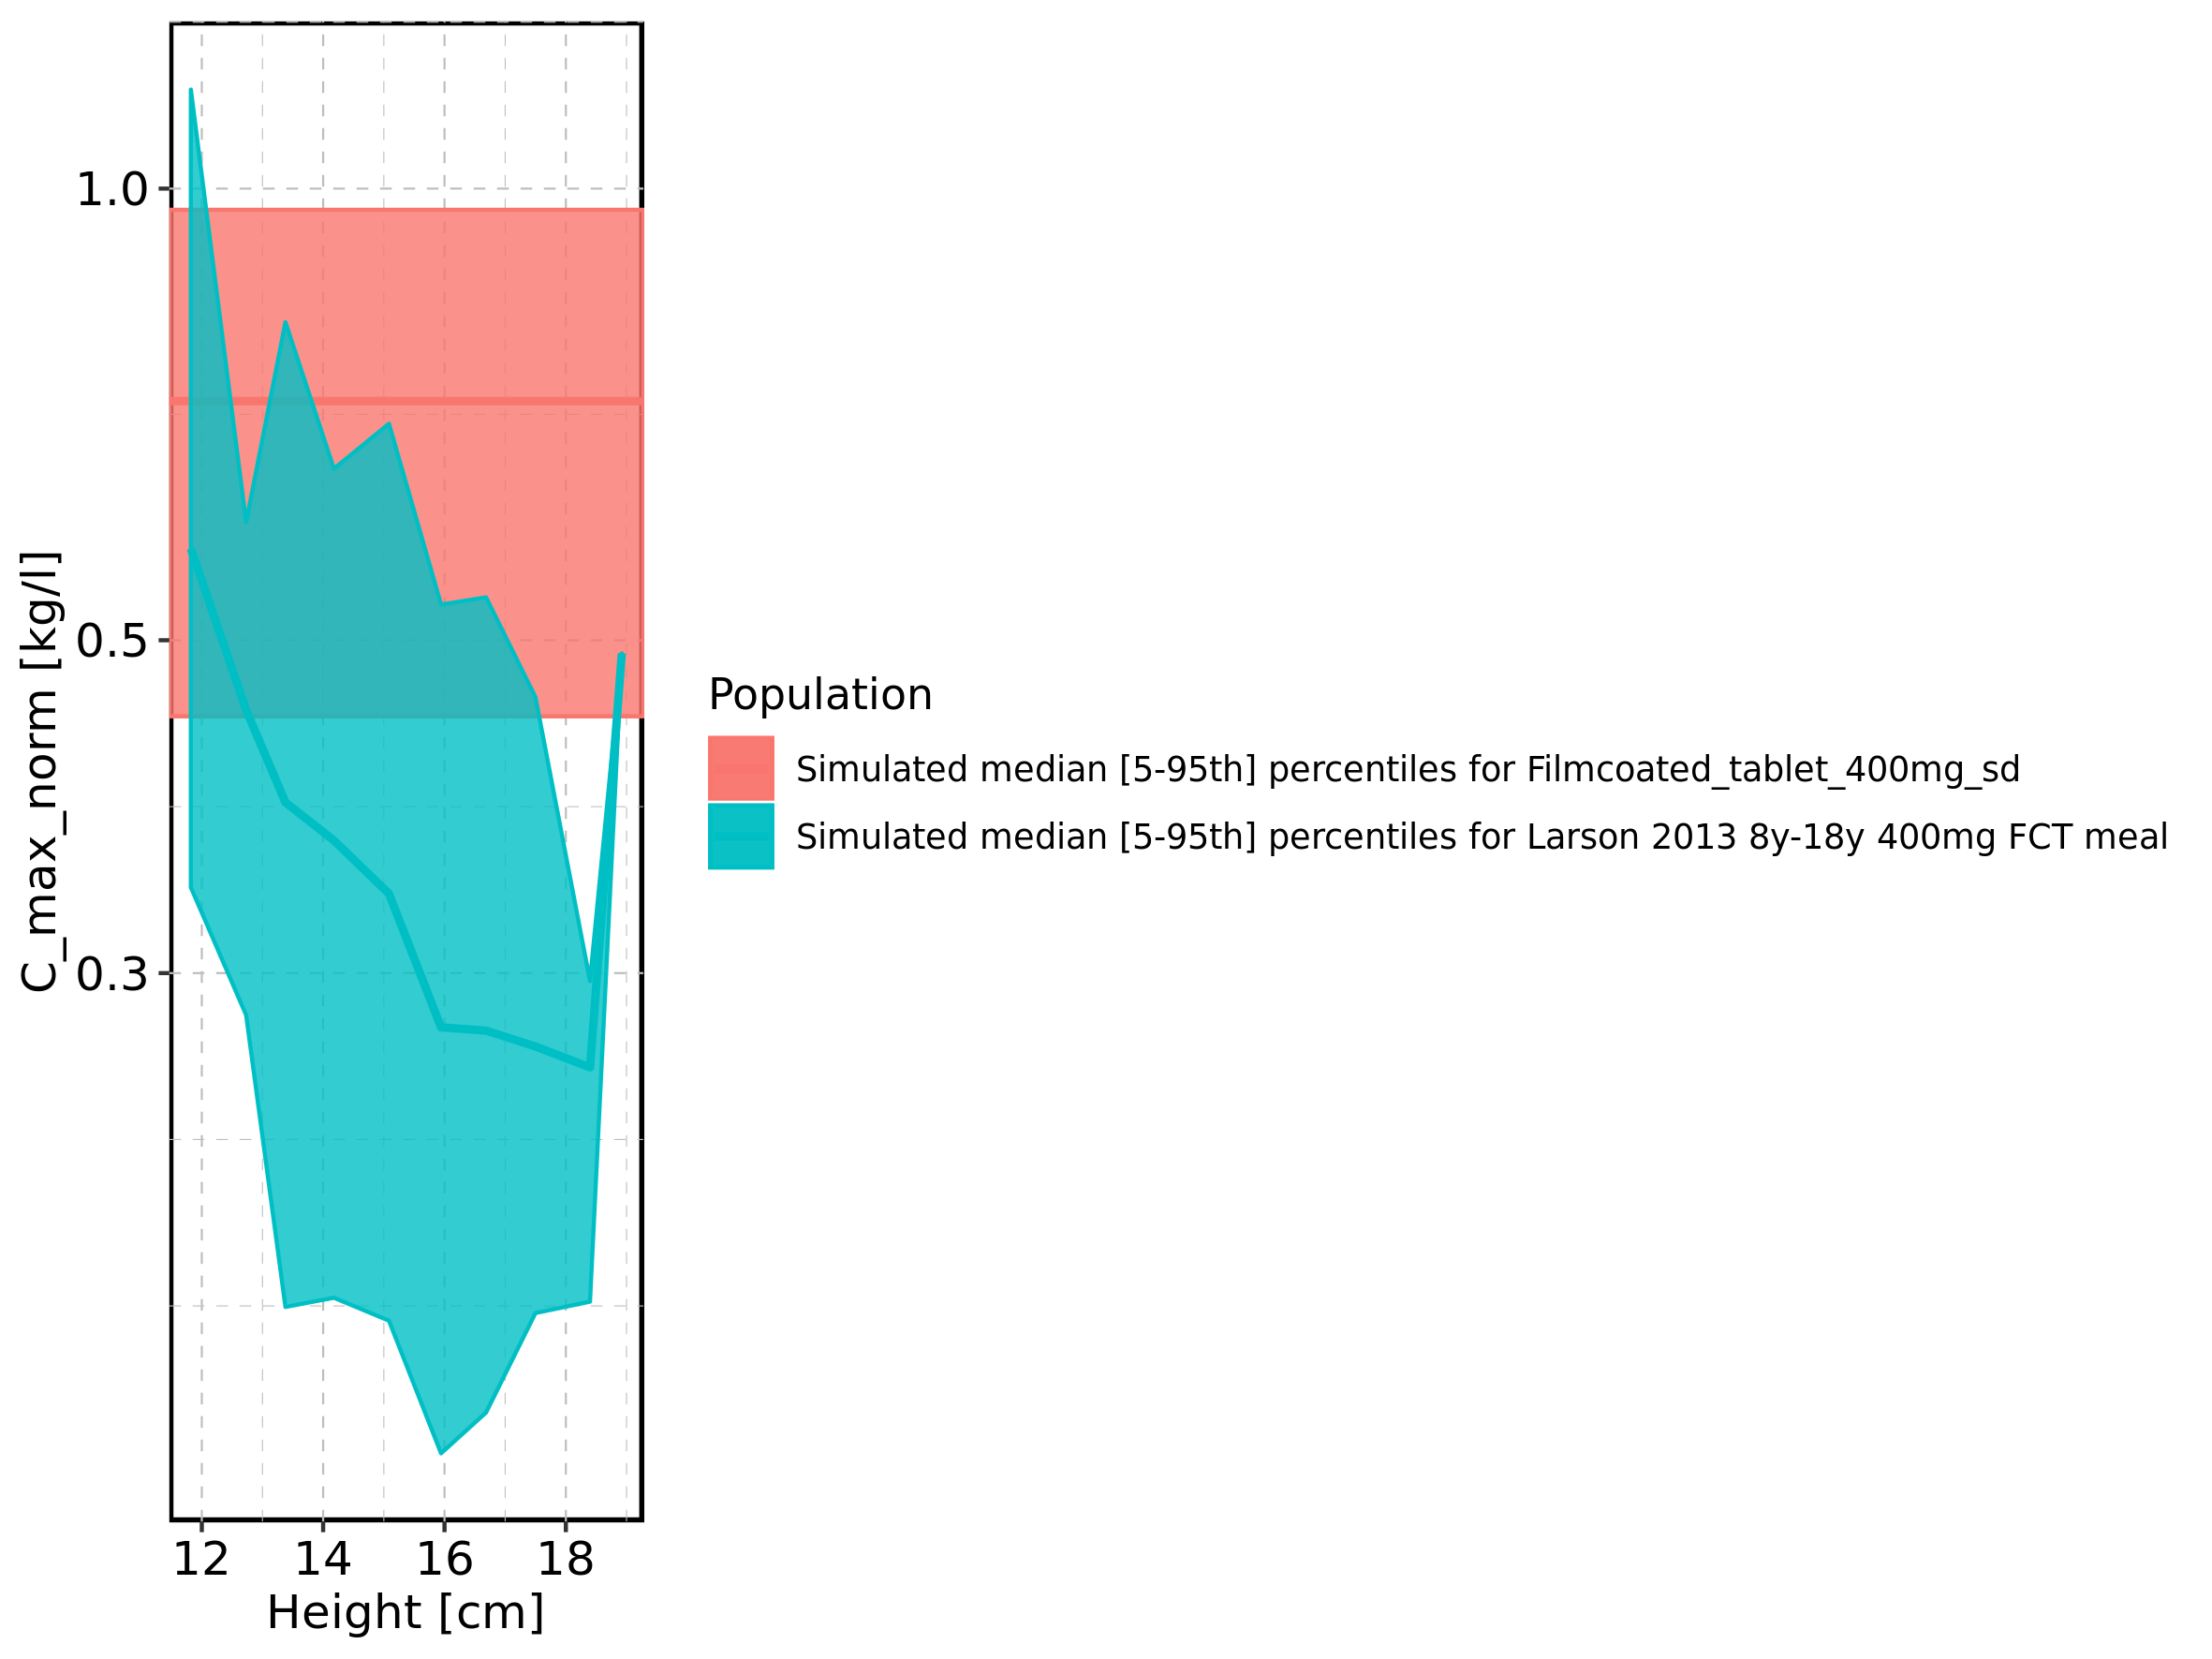 C_max_norm [kg/l]
1.0
0.5
0.3
12 14 16 18
Height [cm]
Population
Simulated median [5-95th] percentiles for Filmcoated_tablet_400mg_sd
Simulated median [5-95th] percentiles for Larson 2013 8y-18y 400mg FCT meal